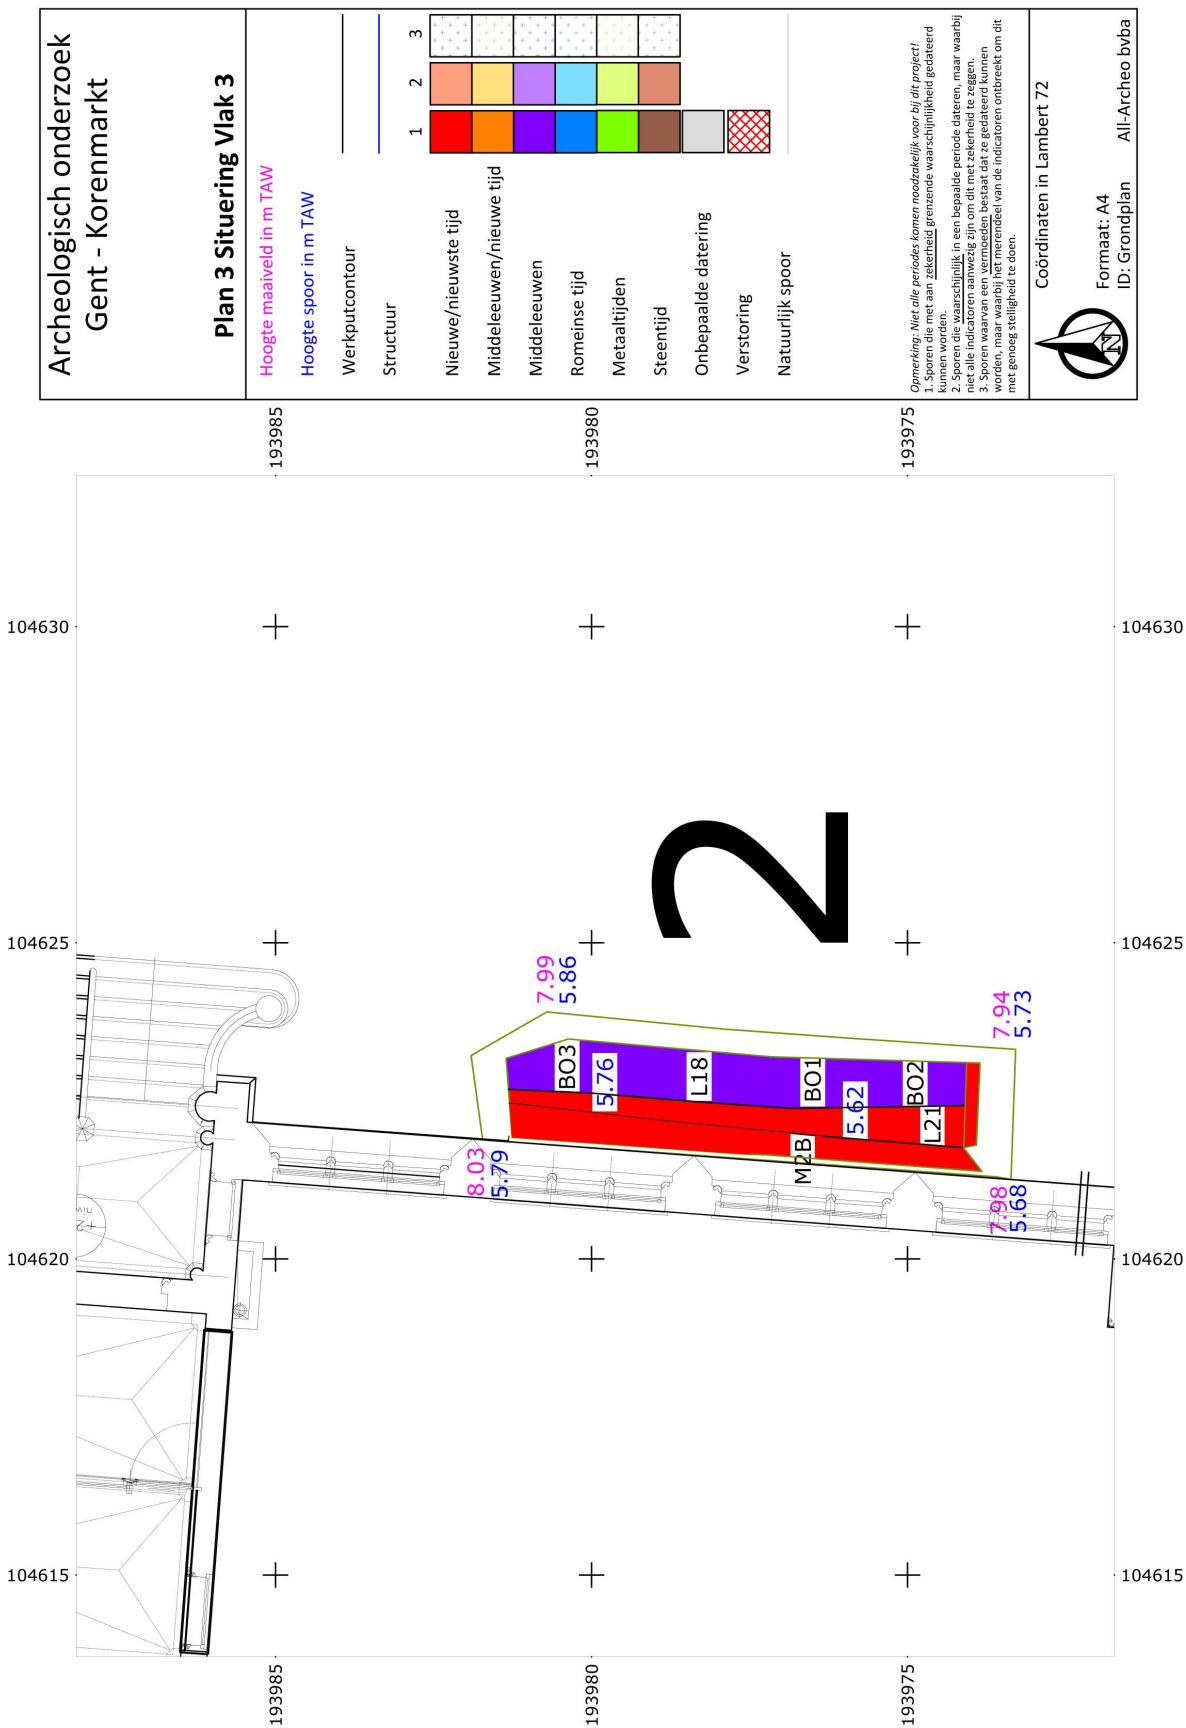 Archeologisch onderzoek
Gent - Korenmarkt
Plan 3 Situering Vlak 3
Hoogte maaiveld in m TAW
Hoogte spoor in m TAW
Werkputcontour
Structuur
1 2 3
Nieuwe/nieuwste tijd
Middeleeuwen/nieuwe tijd
Middeleeuwen
Romeinse tijd
Metaaltijden
Steentijd
Onbepaalde datering
Verstoring
Natuurlijk spoor
Opmerking: Niet alle periodes komen noodzakelijk voor bij dit project!
1. Sporen die met aan zekerheid grenzende waarschijnlijkheid gedateerd
kunnen worden.
2. Sporen die waarschijnlijk in een bepaalde periode dateren, maar waarbij
niet alle indicatoren aanwezig zijn om dit met zekerheid te zeggen.
3. Sporen waarvan een vermoeden bestaat dat ze gedateerd kunnen
worden, maar waarbij het merendeel van de indicatoren ontbreekt om dit
met genoeg stelligheid te doen.
N
Coördinaten in Lambert 72
Formaat: A4
ID: Grondplan All-Archeo bvba
193985
193980
193975
104630
104630
104625
104625
104620
104620
104615
104615
193985
193980
193975
2
7.99
5.86
7.94
5.73
8.03
5.79
7.98
5.68
BO3
5.76
L18
BO1
5.62
BO2
L21
M2B